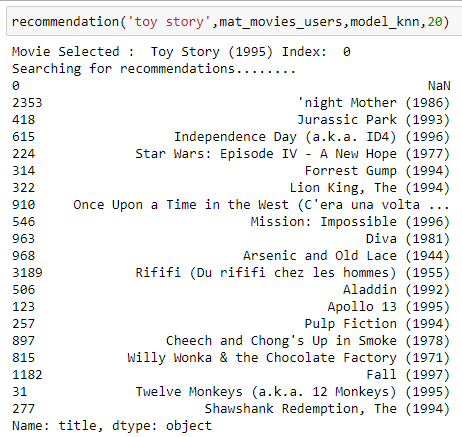 recommendation('toy story',mat_movies_users,model_knn,20)
Movie Selected :  Toy Story (1995) Index:  0
Searching for recommendations........
0 NaN
2353 'night Mother (1986)
418 Jurassic Park (1993)
615 Independence Day (a.k.a. ID4) (1996)
224 Star Wars: Episode IV - A New Hope (1977)
314 Forrest Gump (1994)
322 Lion King, The (1994)
910 Once Upon a Time in the West (C'era una volta ...
546 Mission: Impossible (1996)
963 Diva (1981)
968 Arsenic and Old Lace (1944)
3189 Rififi (Du rififi chez les hommes) (1955)
506 Aladdin (1992)
123 Apollo 13 (1995)
257 Pulp Fiction (1994)
897 Cheech and Chong's Up in Smoke (1978)
815 Willy Wonka & the Chocolate Factory (1971)
1182 Fall (1997)
31 Twelve Monkeys (a.k.a. 12 Monkeys) (1995)
277 Shawshank Redemption, The (1994)
Name: title, dtype: object